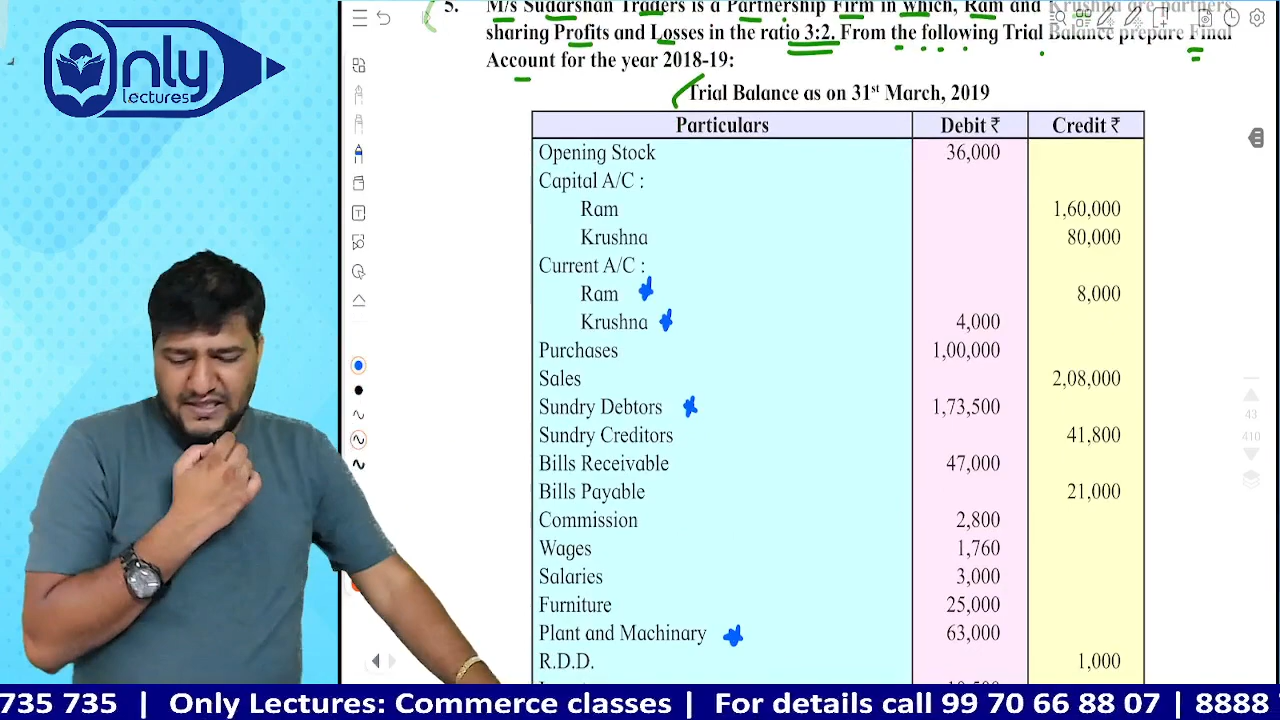 Only
lectures
5. M/s Sudarshan Traders is a Partnership Firm in which, Ram and Krushna are partners
sharing Profits and Losses in the ratio 3:2. From the following Trial Balance prepare Final
Account for the year 2018-19:
Trial Balance as on 31st March, 2019
Particulars Debit ₹ Credit ₹
Opening Stock 36,000
Capital A/C :
Ram 1,60,000
Krushna 80,000
Current A/C :
Ram 8,000
Krushna 4,000
Purchases 1,00,000
Sales 2,08,000
Sundry Debtors 1,73,500
Sundry Creditors 41,800
Bills Receivable 47,000
Bills Payable 21,000
Commission 2,800
Wages 1,760
Salaries 3,000
Furniture 25,000
Plant and Machinary 63,000
R.D.D. 1,000
43
410
735 735 | Only Lectures: Commerce classes | For details call 99 70 66 88 07 | 8888